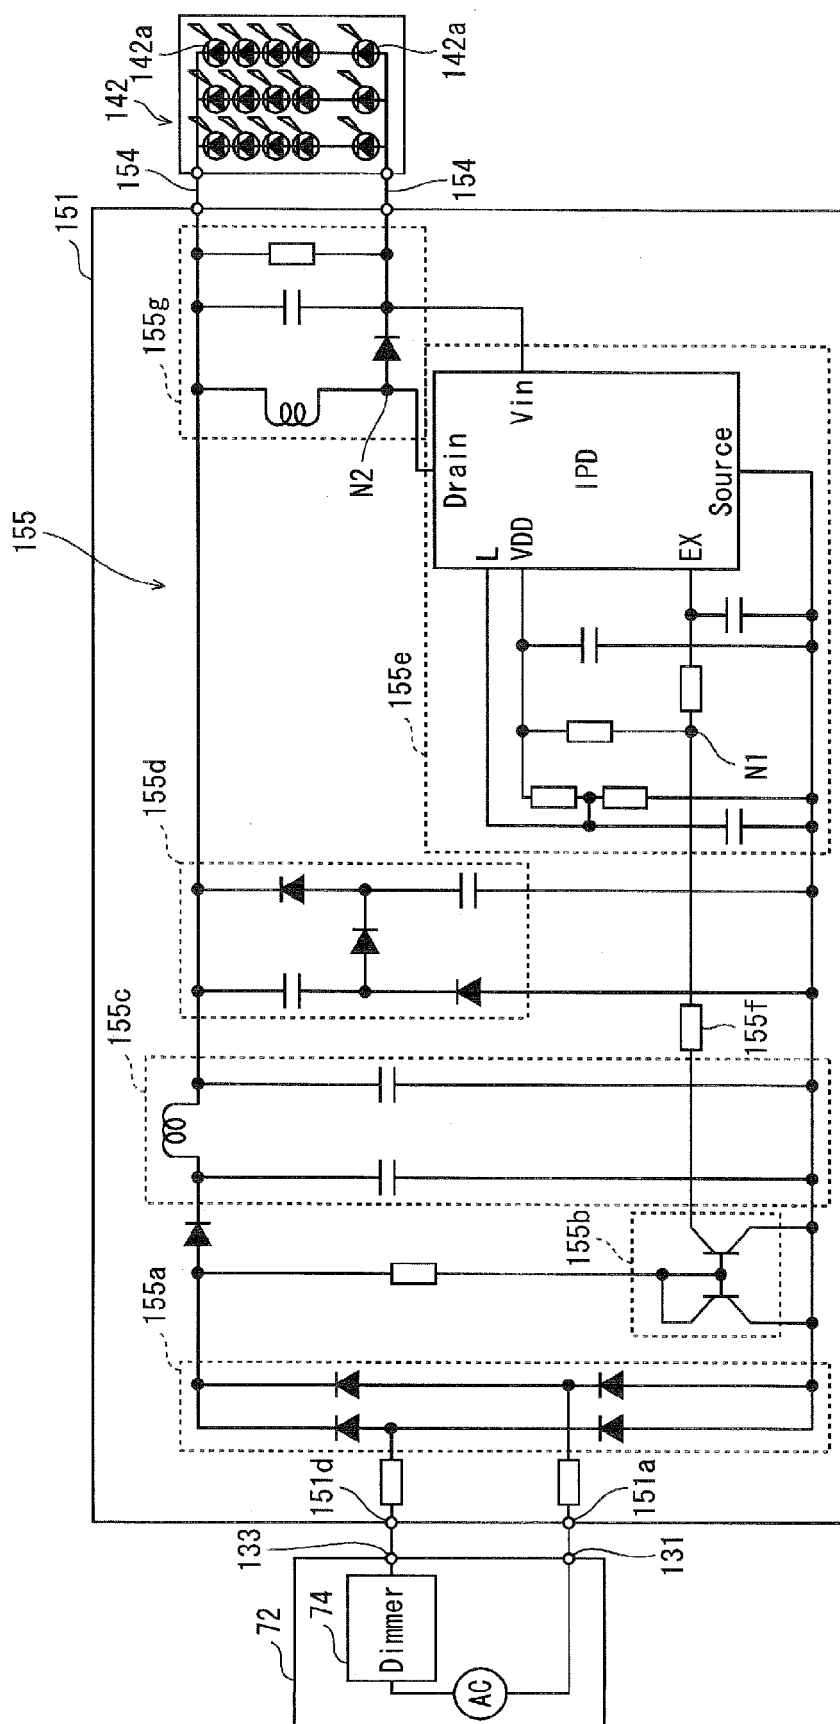 72
74
Dimmer
AC
133
131
151d
151a
155a
155b
155c
155d
155f
155
155e
N1
L
VDD
EX
Drain
IPD
Vin
Source
N2
155g
151
154
154
142
142a
142a